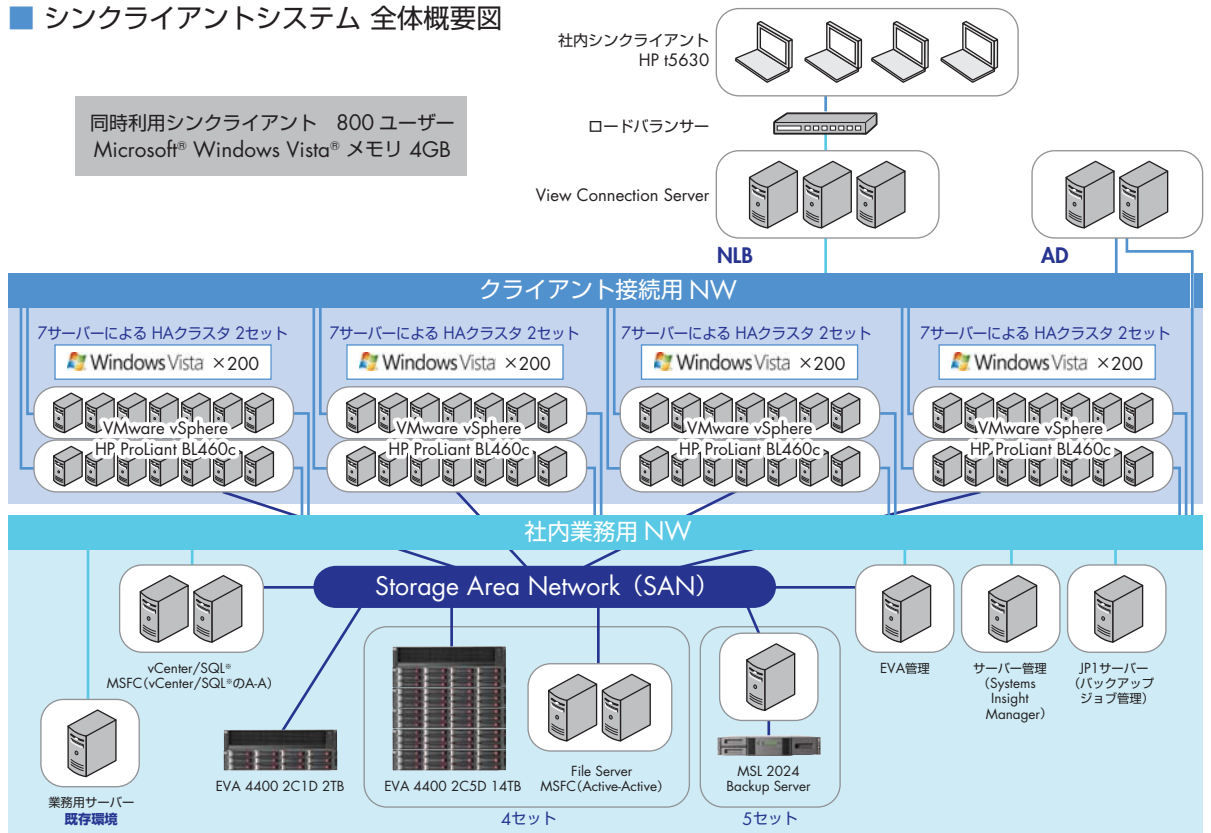 シンクライアントシステム 全体概要図
社内シンクライアント
HP t5630
同時利用シンクライアント 800 ユーザー
Microsoft® Windows Vista® メモリ 4GB
ロードバランサー
View Connection Server
NLB
AD
クライアント接続用 NW
7サーバーによる HAクラスタ 2セット
Windows Vista ×200
VMware vSphere
HP ProLiant BL460c
7サーバーによる HAクラスタ 2セット
Windows Vista ×200
VMware vSphere
HP ProLiant BL460c
7サーバーによる HAクラスタ 2セット
Windows Vista ×200
VMware vSphere
HP ProLiant BL460c
7サーバーによる HAクラスタ 2セット
Windows Vista ×200
VMware vSphere
HP ProLiant BL460c
社内業務用 NW
Storage Area Network（SAN）
vCenter/SQL※
MSFC（vCenter/SQL※のA-A）
業務用サーバー
既存環境
EVA 4400 2C1D 2TB
EVA 4400 2C5D 14TB
File Server
MSFC（Active-Active）
4セット
MSL 2024
Backup Server
5セット
EVA管理
サーバー管理
（Systems
Insight
Manager）
JP1サーバー
（バックアップ
ジョブ管理）